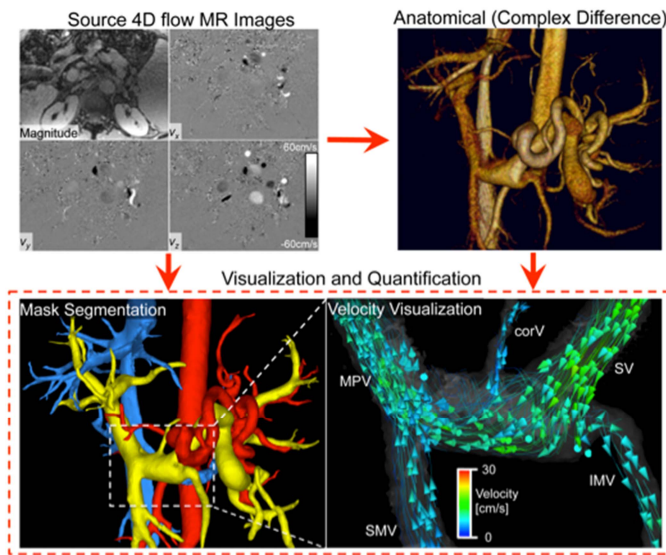 Source 4D flow MR Images
Anatomical (Complex Difference)
Magnitude
Vx
Vy
Vz
60cm/s
-60cm/s
Visualization and Quantification
Mask Segmentation
Velocity Visualization
corV
MPV
SV
IMV
SMV
30
Velocity
[cm/s]
0